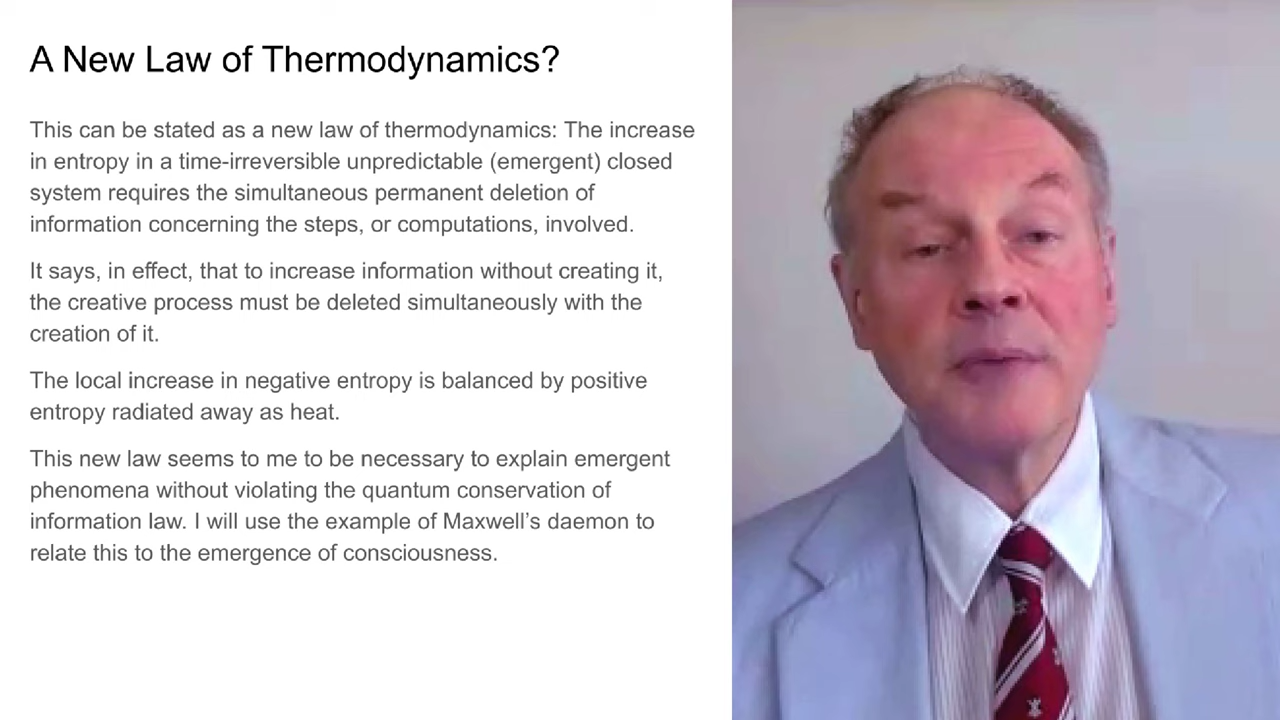 A New Law of Thermodynamics?
This can be stated as a new law of thermodynamics: The increase
in entropy in a time-irreversible unpredictable (emergent) closed
system requires the simultaneous permanent deletion of
information concerning the steps, or computations, involved.
It says, in effect, that to increase information without creating it,
the creative process must be deleted simultaneously with the
creation of it.
The local increase in negative entropy is balanced by positive
entropy radiated away as heat.
This new law seems to me to be necessary to explain emergent
phenomena without violating the quantum conservation of
information law. I will use the example of Maxwell’s daemon to
relate this to the emergence of consciousness.